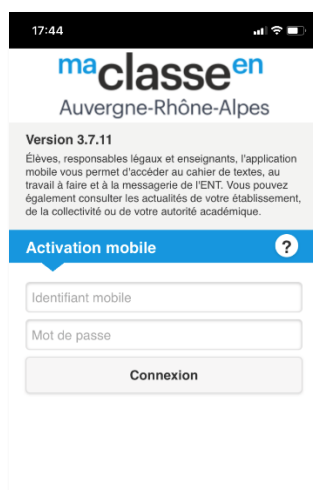 17:44
maclasseen
Auvergne-Rhône-Alpes
Version 3.7.11
Élèves, responsables légaux et enseignants, l'application
mobile vous permet d'accéder au cahier de textes, au
travail à faire et à la messagerie de l'ENT. Vous pouvez
également consulter les actualités de votre établissement,
de la collectivité ou de votre autorité académique.
Activation mobile ?
Identifiant mobile
Mot de passe
Connexion